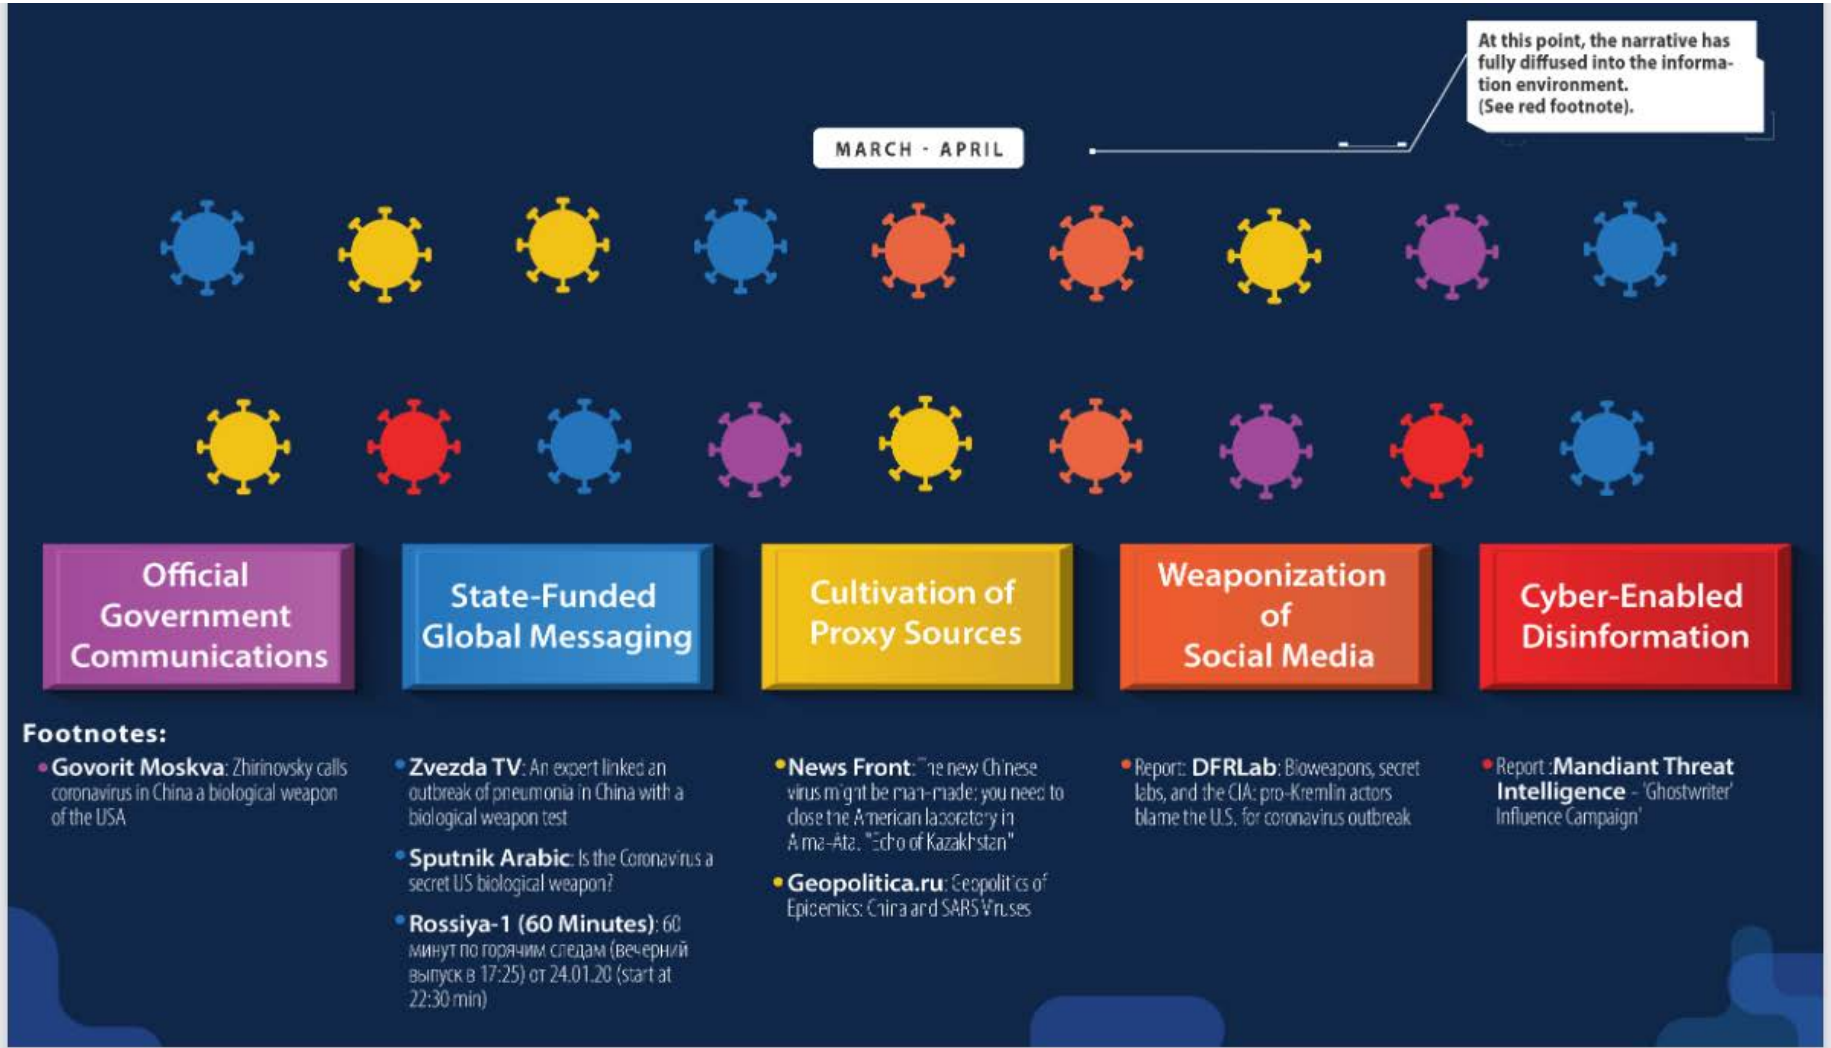 At this point, the narrative has
fully diffused into the informa-
tion environment.
(See red footnote).
MARCH - APRIL
Official
Government
Communications
State-Funded
Global Messaging
Cultivation of
Proxy Sources
Weaponization
of
Social Media
Cyber-Enabled
Disinformation
Footnotes:
Govorit Moskva: Zhirinovsky calls
coronavirus in China a biological weapon
of the USA
Zvezda TV: An expert linked an
outbreak of pneumonia in China with a
biological weapon test
Sputnik Arabic: Is the Coronavirus a
secret US biological weapon?
Rossiya-1 (60 Minutes): 60
минут по горячим следам (вечерний
выпуск в 17:25) от 24.01.20 (start at
22:30 min)
News Front: The new Chinese
virus might be man-made; you need to
close the American laboratory in
Alma-Ata. "Echo of Kazakhstan"
Geopolitica.ru: Geopolitics of
Epidemics: China and SARS Viruses
Report: DFRLab: Bioweapons, secret
labs, and the CIA: pro-Kremlin actors
blame the U.S. for coronavirus outbreak
Report :Mandiant Threat
Intelligence - 'Ghostwriter'
Influence Campaign'